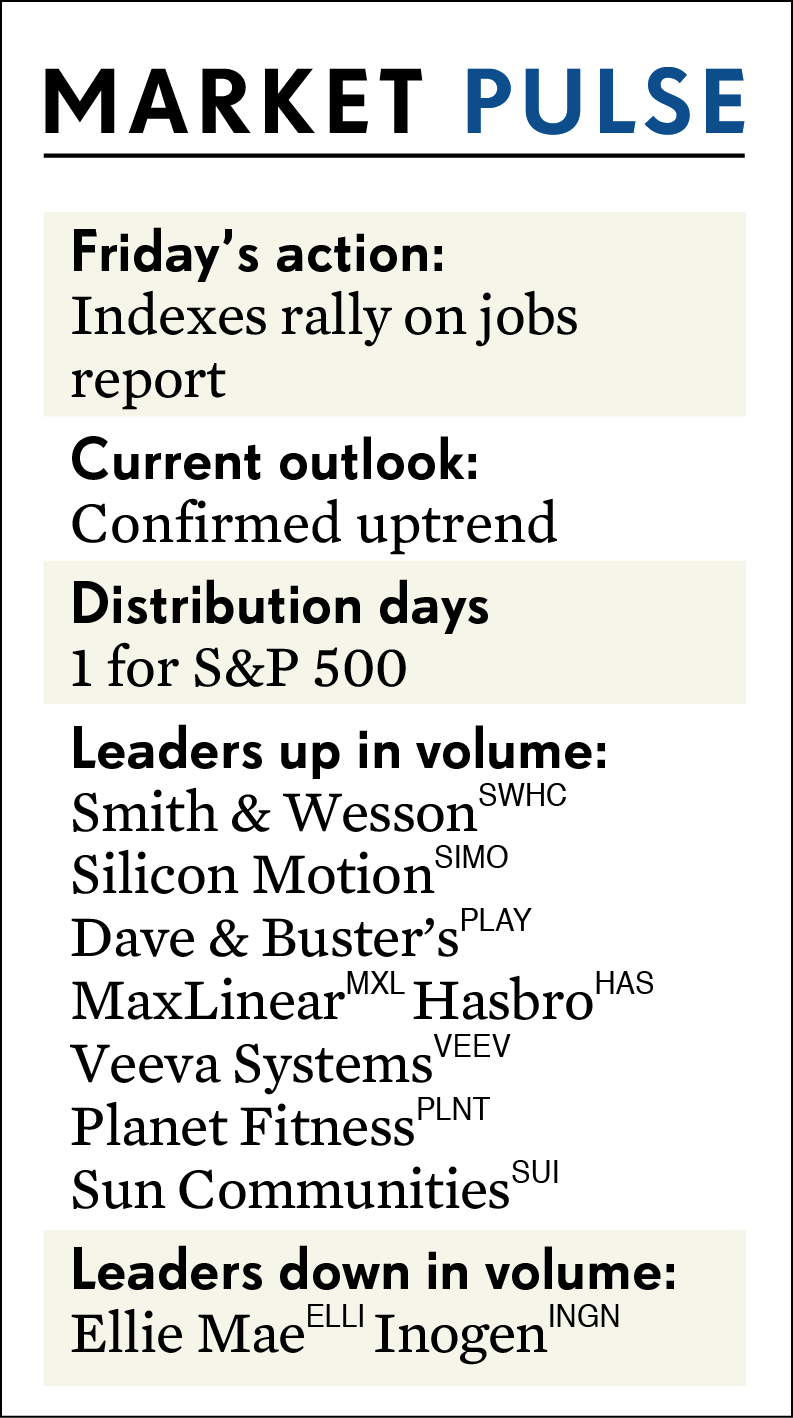 MARKET PULSE
Friday’s action:
Indexes rally on jobs
report
Current outlook:
Confirmed uptrend
Distribution days
1 for S&P 500
Leaders up in volume:
Smith & Wesson SWHC
Silicon Motion SIMO
Dave & Buster’s PLAY
MaxLinear MXL Hasbro HAS
Veeva Systems VEEV
Planet Fitness PLNT
Sun Communities SUI
Leaders down in volume:
Ellie Mae ELLI Inogen INGN